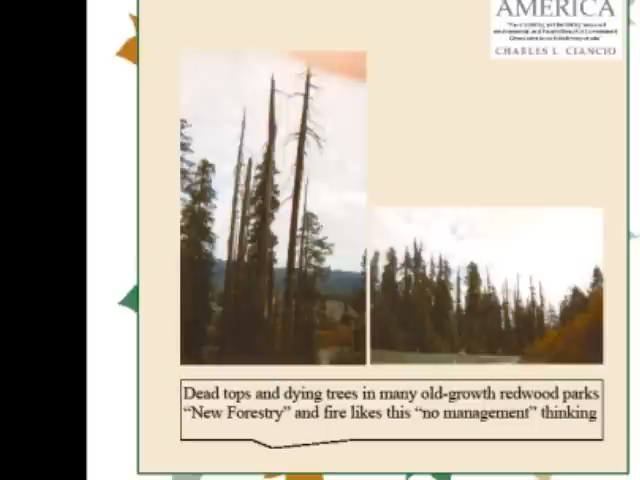 AMERICA
CHARLES L. CIANCIO
Dead tops and dying trees in many old-growth redwood parks
“New Forestry” and fire likes this “no management” thinking